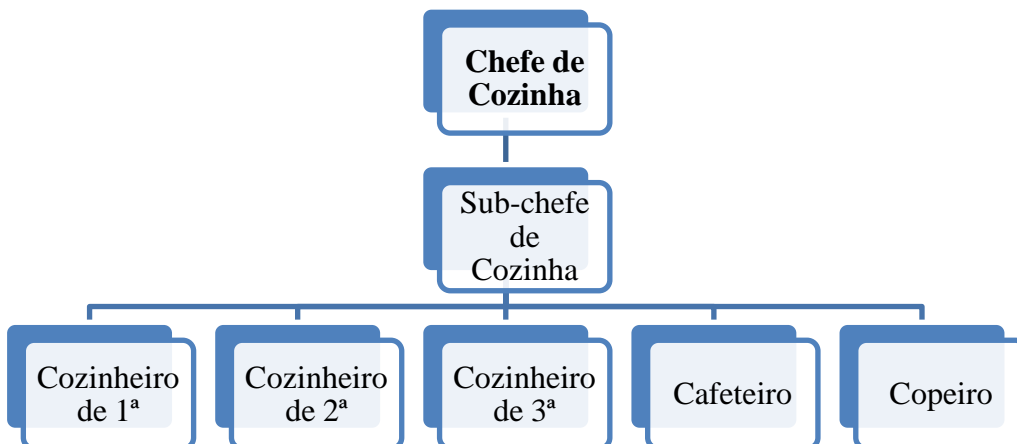 Chefe de
Cozinha
Sub-chefe
de
Cozinha
Cozinheiro
de 1ª
Cozinheiro
de 2ª
Cozinheiro
de 3ª
Cafeteiro
Copeiro